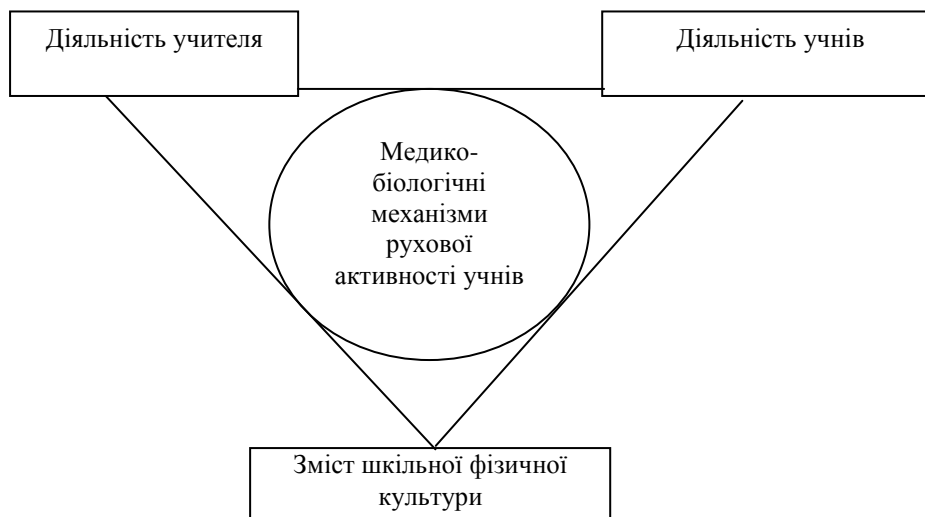 Діяльність учителя
Діяльність учнів
Медико-
біологічні
механізми
рухової
активності учнів
Зміст шкільної фізичної
культури